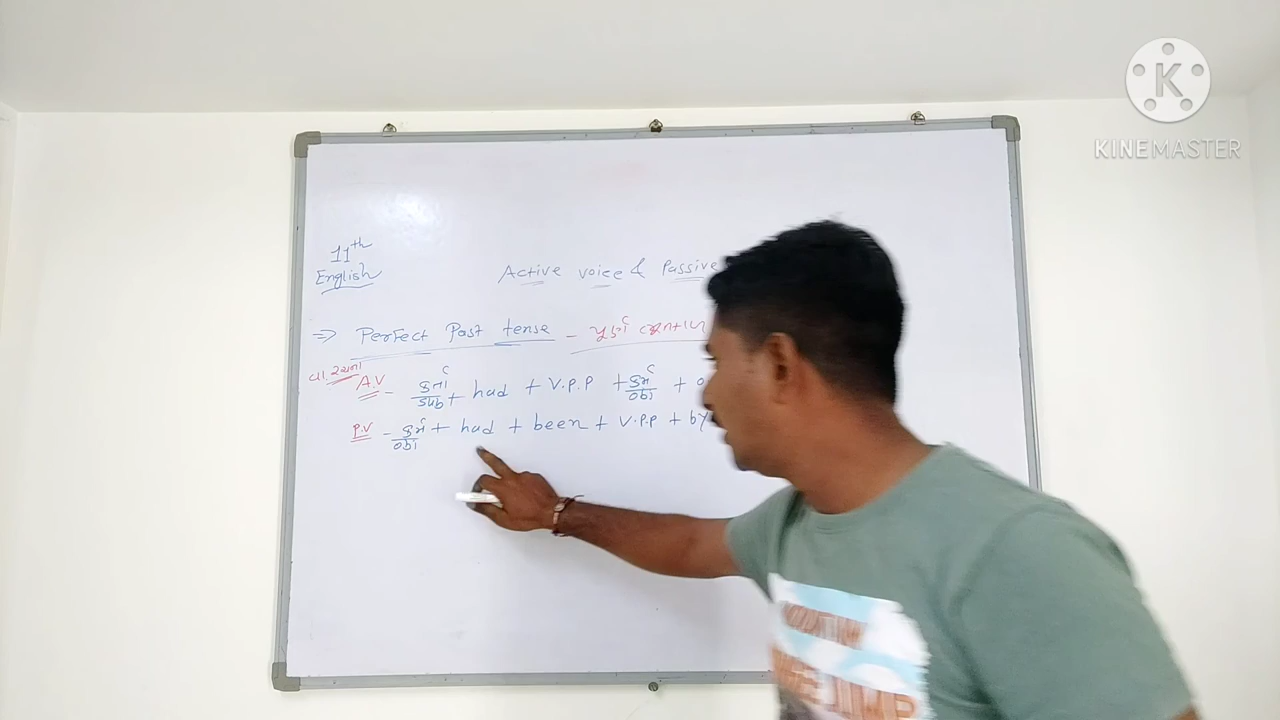 KINEMASTER
11th
English
Active voice & Passive
⇒ Perfect Past tense - પૂર્ણ
વા. રચના
A.V - કર્તા/sub + had + V.P.P + કર્મ/obj + o
P.V - કર્મ/obj + had + been + V.P.P + by